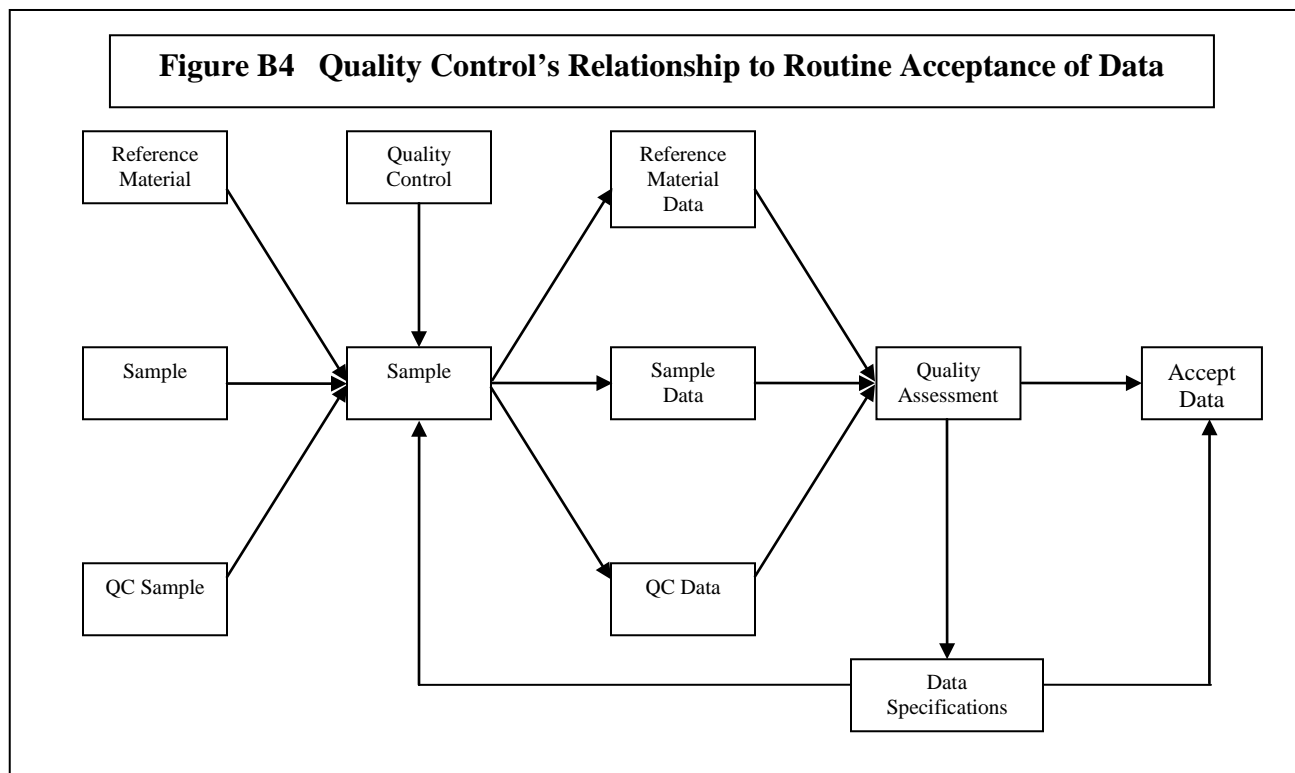 Figure B4 Quality Control’s Relationship to Routine Acceptance of Data
Reference
Material
Quality
Control
Reference
Material
Data
Sample
Sample
Sample
Data
Quality
Assessment
Accept
Data
QC Sample
QC Data
Data
Specifications